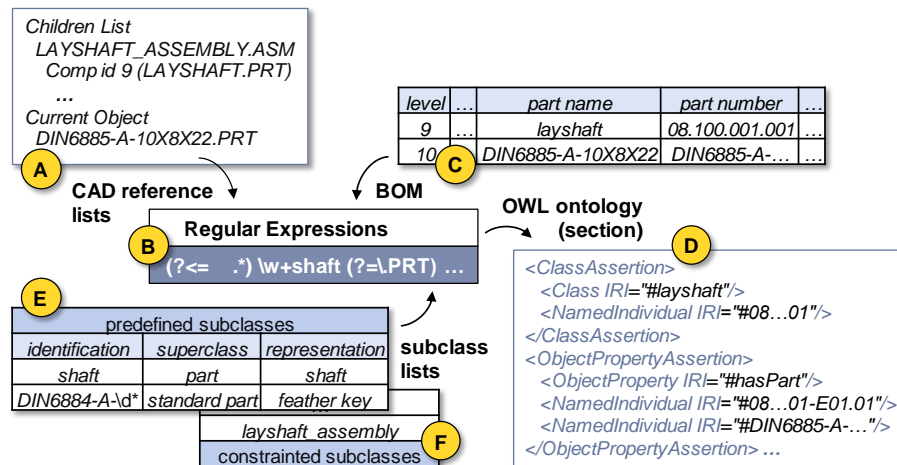 Children List
LAYSHAFT_ASSEMBLY.ASM
Comp id 9 (LAYSHAFT.PRT)
…
Current Object
DIN6885-A-10X8X22.PRT
A
CAD reference
lists
level … part name part number …
9 … layshaft 08.100.001.001 …
10 … DIN6885-A-10X8X22 DIN6885-A-… …
C
BOM
B
Regular Expressions
(?<= .*) \w+shaft (?=\.PRT) …
OWL ontology
(section)
D
<ClassAssertion>
<Class IRI="#layshaft"/>
<NamedIndividual IRI="#08…01"/>
</ClassAssertion>
<ObjectPropertyAssertion>
<ObjectProperty IRI="#hasPart"/>
<NamedIndividual IRI="#08…01-E01.01"/>
<NamedIndividual IRI="#DIN6885-A-…"/>
</ObjectPropertyAssertion> …
E
predefined subclasses
identification superclass representation
shaft part shaft
DIN6884-A-\d* standard part feather key
subclass
lists
…
layshaft_assembly
F
constrainted subclasses